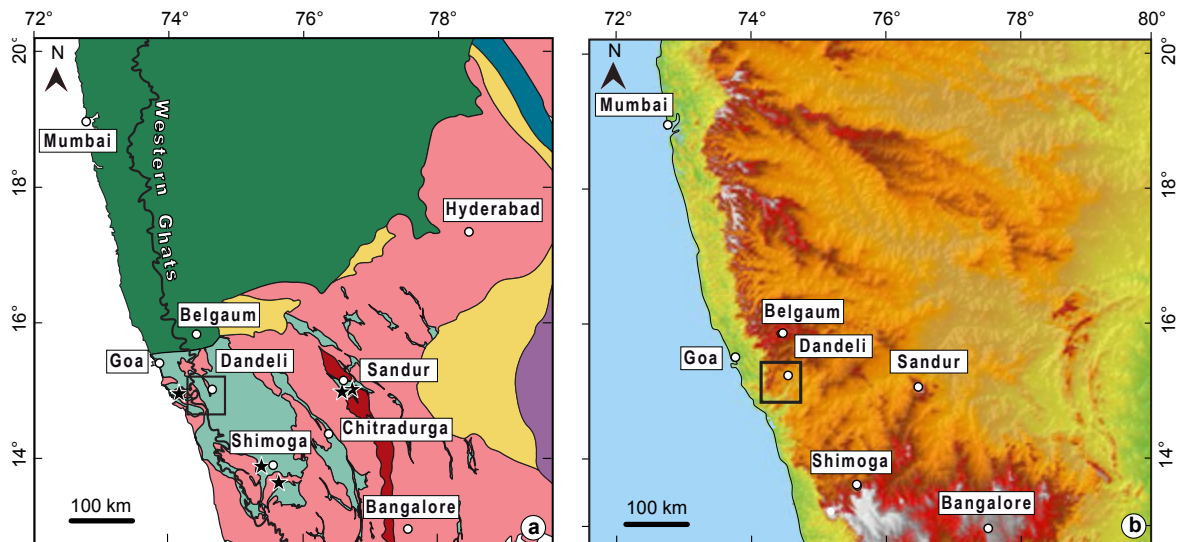 72° 74° 76° 78°
20°
N
Mumbai
18°
Western Ghats
Hyderabad
16°
Belgaum
Goa
Dandeli
Sandur
Chitradurga
14°
Shimoga
Bangalore
100 km
a
72° 74° 76° 78° 80°
20°
N
Mumbai
18°
16°
Belgaum
Goa
Dandeli
Sandur
14°
Shimoga
Bangalore
100 km
b